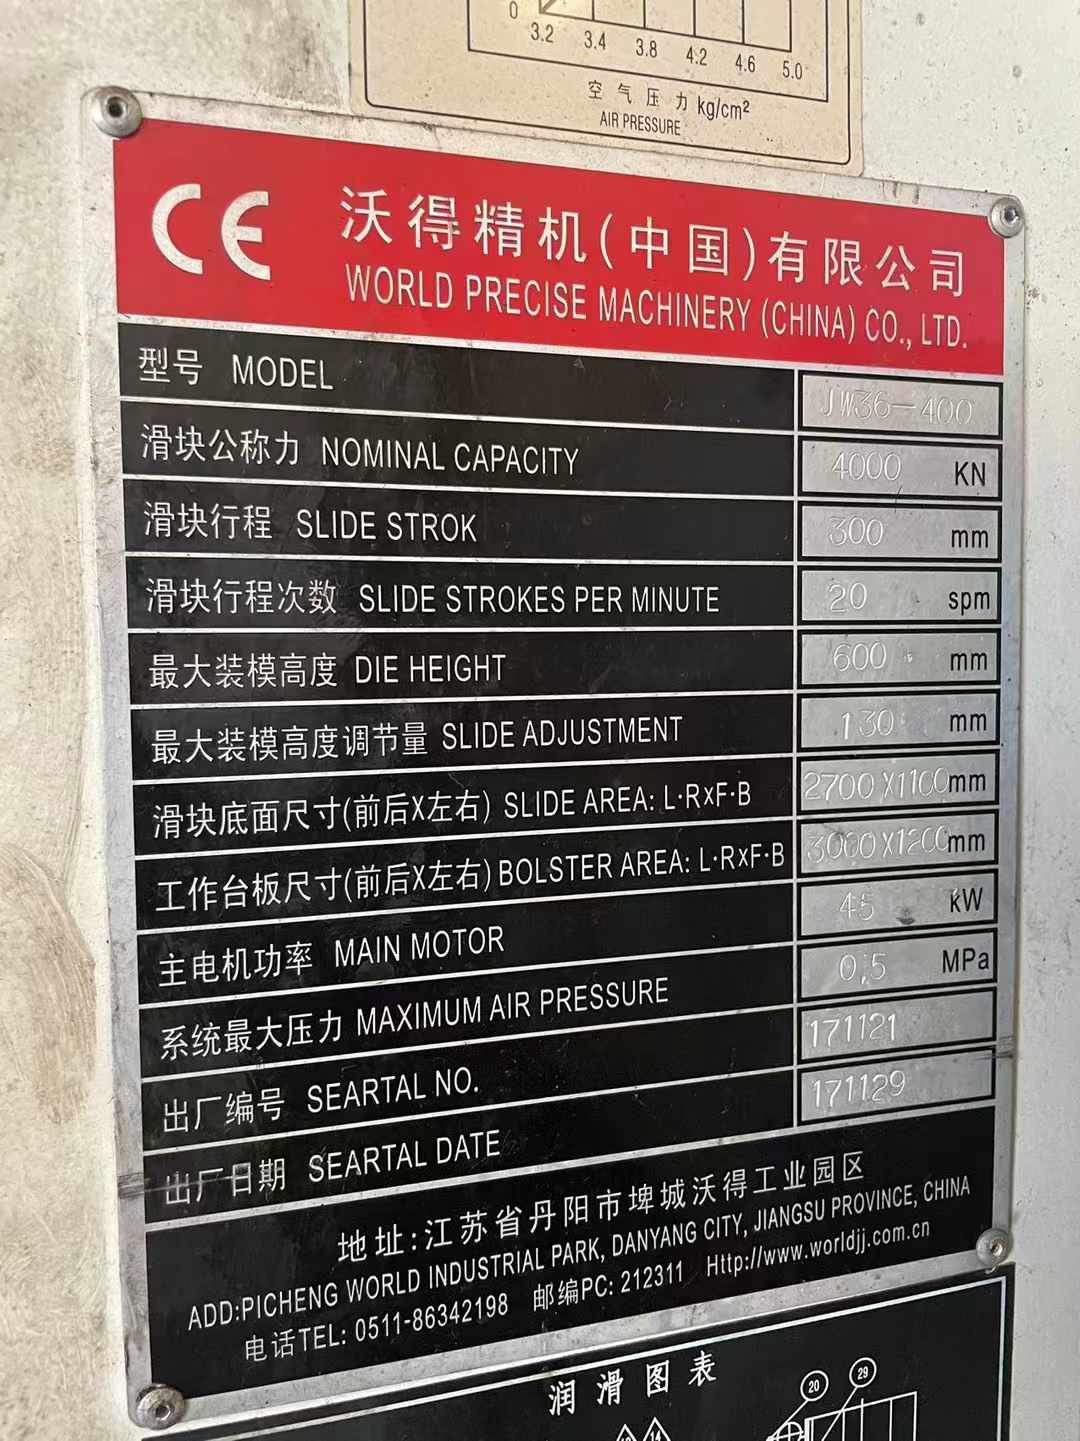 0
3.2 3.4 3.8 4.2 4.6 5.0
空气压力 kg/cm²
AIR PRESSURE
CE 沃得精机(中国)有限公司
WORLD PRECISE MACHINERY (CHINA) CO., LTD.
型号 MODEL JW36-400
滑块公称力 NOMINAL CAPACITY 4000 KN
滑块行程 SLIDE STROK 300 mm
滑块行程次数 SLIDE STROKES PER MINUTE 20 spm
最大装模高度 DIE HEIGHT 600 mm
最大装模高度调节量 SLIDE ADJUSTMENT 130 mm
滑块底面尺寸(前后X左右) SLIDE AREA: L·RxF·B 2700X1100mm
工作台板尺寸(前后X左右) BOLSTER AREA: L·RxF·B 3000X1200mm
主电机功率 MAIN MOTOR 45 kW
系统最大压力 MAXIMUM AIR PRESSURE 0.5 MPa
出厂编号 SEARTAL NO. 171121
出厂日期 SEARTAL DATE 171129
地址:江苏省丹阳市埤城沃得工业园区
ADD:PICHENG WORLD INDUSTRIAL PARK, DANYANG CITY, JIANGSU PROVINCE, CHINA
电话TEL: 0511-86342198 邮编PC: 212311 Http://www.worldjj.com.cn
润滑图表
20 29
14